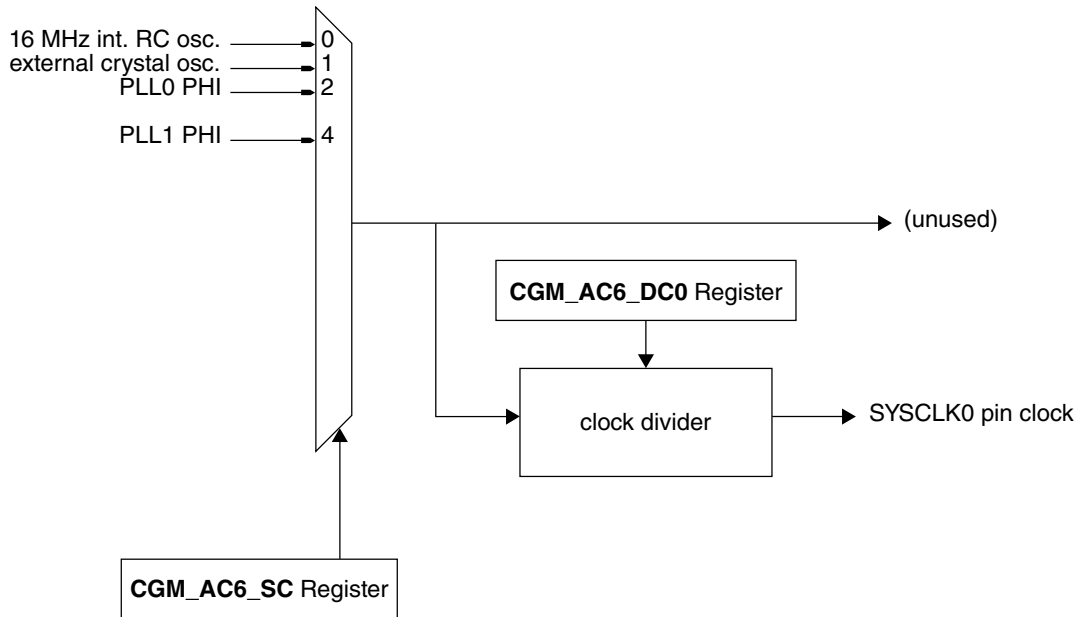 16 MHz int. RC osc.
0
external crystal osc.
1
PLL0 PHI
2
PLL1 PHI
4
(unused)
CGM_AC6_DC0 Register
clock divider
SYSCLK0 pin clock
CGM_AC6_SC Register